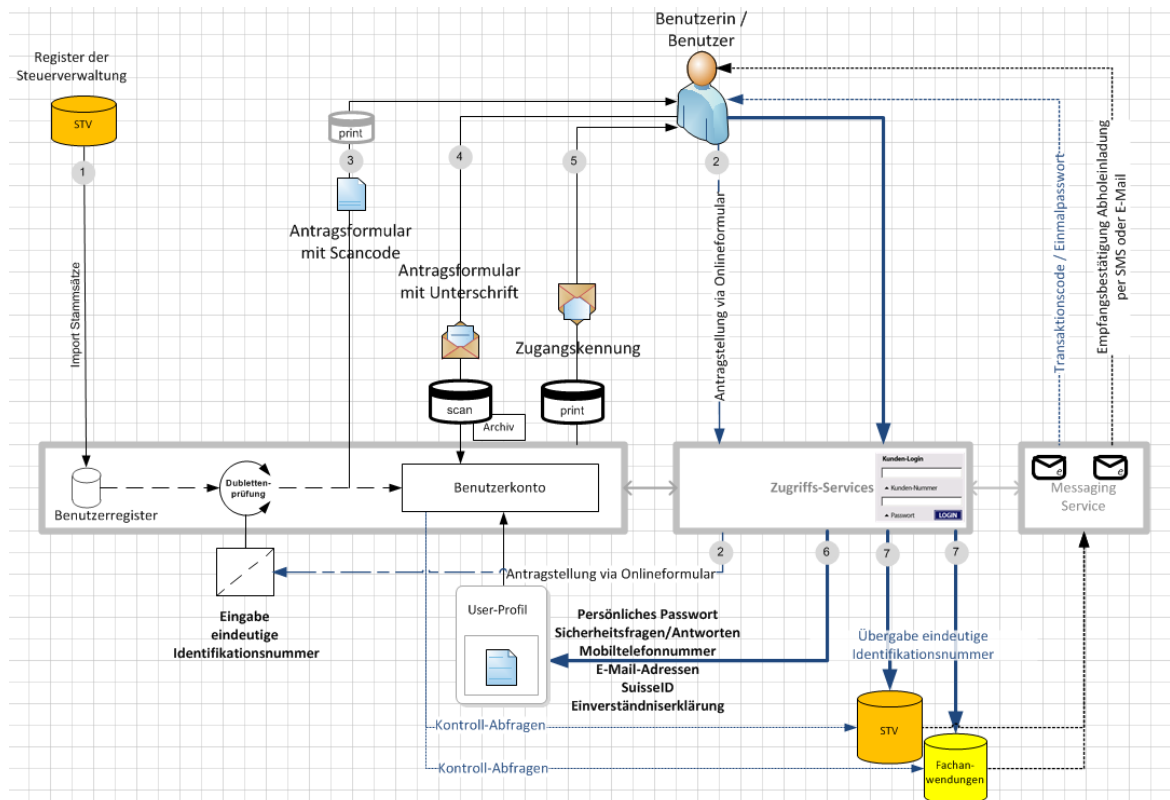 Benutzerin /
Benutzer
Register der
Steuerverwaltung
STV
1
Import Stammsätze
print
3
Antragsformular
mit Scancode
4
Antragsformular
mit Unterschrift
scan
Archiv
5
Zugangskennung
print
2
Antragstellung via Onlineformular
Transaktionscode / Einmalpasswort
Empfangsbestätigung Abholeinladung
per SMS oder E-Mail
Benutzerregister
Dubletten-
prüfung
Benutzerkonto
Zugriffs-Services
Kunden-Login
Kunden-Nummer
Passwort
LOGIN
e
e
Messaging
Service
2
6
7
7
Antragstellung via Onlineformular
Eingabe
eindeutige
Identifikationsnummer
User-Profil
Persönliches Passwort
Sicherheitsfragen/Antworten
Mobiltelefonnummer
E-Mail-Adressen
SuisseID
Einverständniserklärung
Übergabe eindeutige
Identifikationsnummer
Kontroll-Abfragen
STV
Kontroll-Abfragen
Fachan-
wendungen